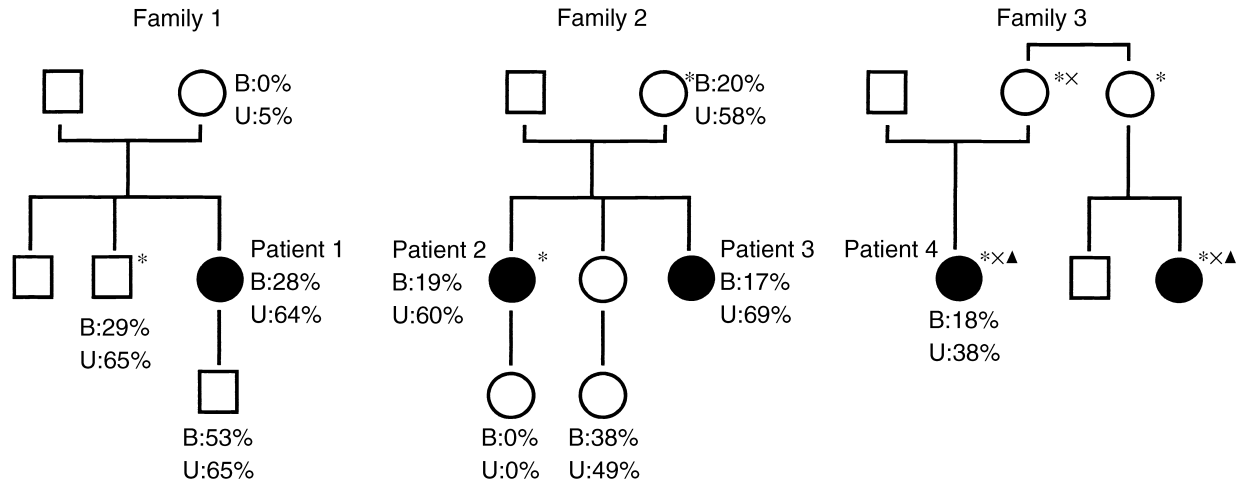 Family 1
Family 2
Family 3
B:0%
U:5%
*B:20%
U:58%
*×
*
*
Patient 1
B:28%
U:64%
B:29%
U:65%
B:53%
U:65%
Patient 2
B:19%
U:60%
*
Patient 3
B:17%
U:69%
B:0%
U:0%
B:38%
U:49%
Patient 4
*×▲
B:18%
U:38%
*×▲